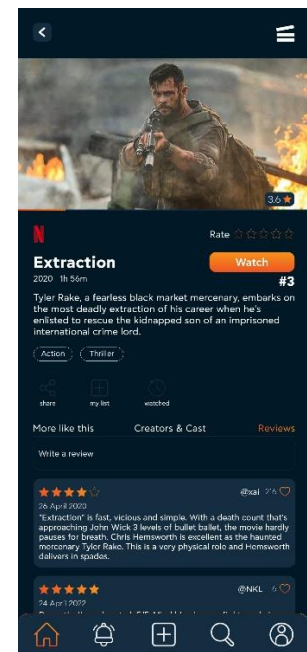 3.6
Rate
Extraction
Watch
2020 1h 56m
#3
Tyler Rake, a fearless black market mercenary, embarks on
the most deadly extraction of his career when he's
enlisted to rescue the kidnapped son of an imprisoned
international crime lord.
Action Thriller
share my list watched
More like this Creators & Cast Reviews
Write a review
@xai 216
26 April 2020
"Extraction" is fast, vicious and simple. With a death count that's
approaching John Wick 3 levels of bullet ballet, the movie hardly
pauses for breath. Chris Hemsworth is excellent as the haunted
mercenary Tyler Rake. This is a very physical role and Hemsworth
delivers in spades.
@NKL 6
24 April 2022